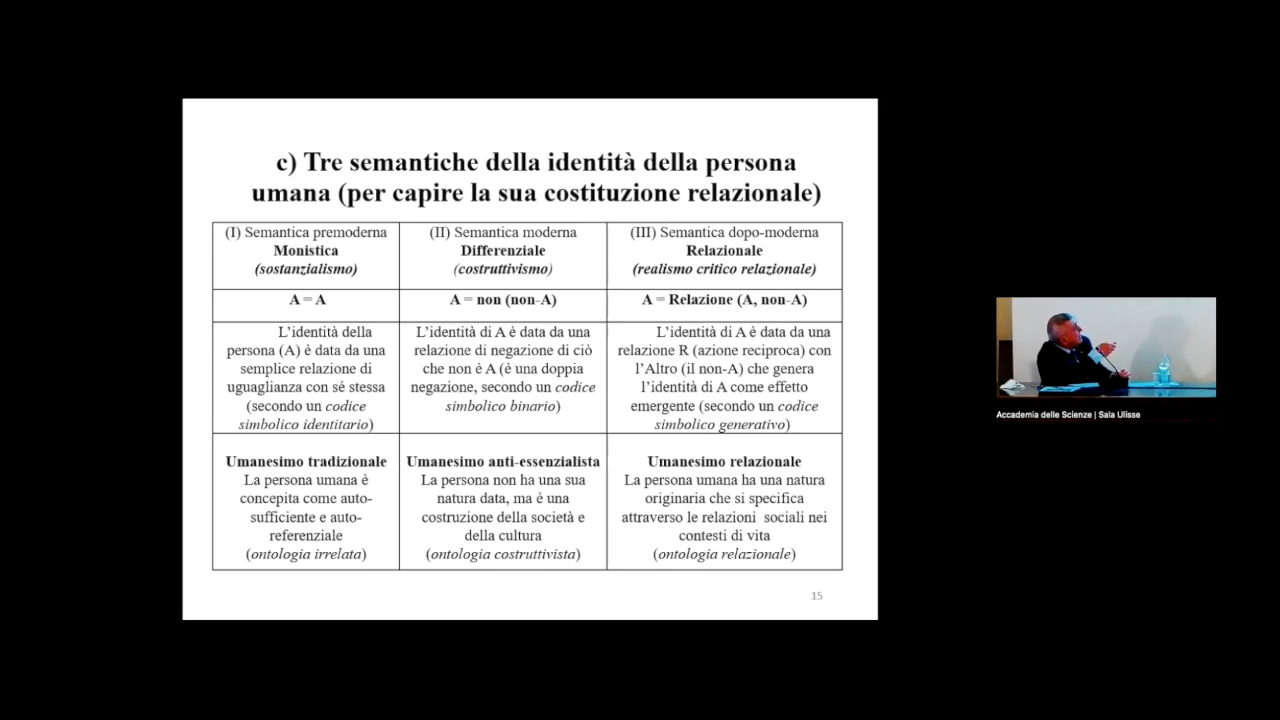 c) Tre semantiche della identità della persona
umana (per capire la sua costituzione relazionale)
(I) Semantica premoderna
Monistica
(sostanzialismo)
(II) Semantica moderna
Differenziale
(costruttivismo)
(III) Semantica dopo-moderna
Relazionale
(realismo critico relazionale)
A = A
A = non (non-A)
A = Relazione (A, non-A)
L'identità della
persona (A) è data da una
semplice relazione di
uguaglianza con sé stessa
(secondo un codice
simbolico identitario)
L'identità di A è data da una
relazione di negazione di ciò
che non è A (è una doppia
negazione, secondo un codice
simbolico binario)
L'identità di A è data da una
relazione R (azione reciproca) con
l'Altro (il non-A) che genera
l'identità di A come effetto
emergente (secondo un codice
simbolico generativo)
Umanesimo tradizionale
La persona umana è
concepita come auto-
sufficiente e auto-
referenziale
(ontologia irrelata)
Umanesimo anti-essenzialista
La persona non ha una sua
natura data, ma è una
costruzione della società e
della cultura
(ontologia costruttivista)
Umanesimo relazionale
La persona umana ha una natura
originaria che si specifica
attraverso le relazioni sociali nei
contesti di vita
(ontologia relazionale)
15
Accademia delle Scienze | Sala Ulisse